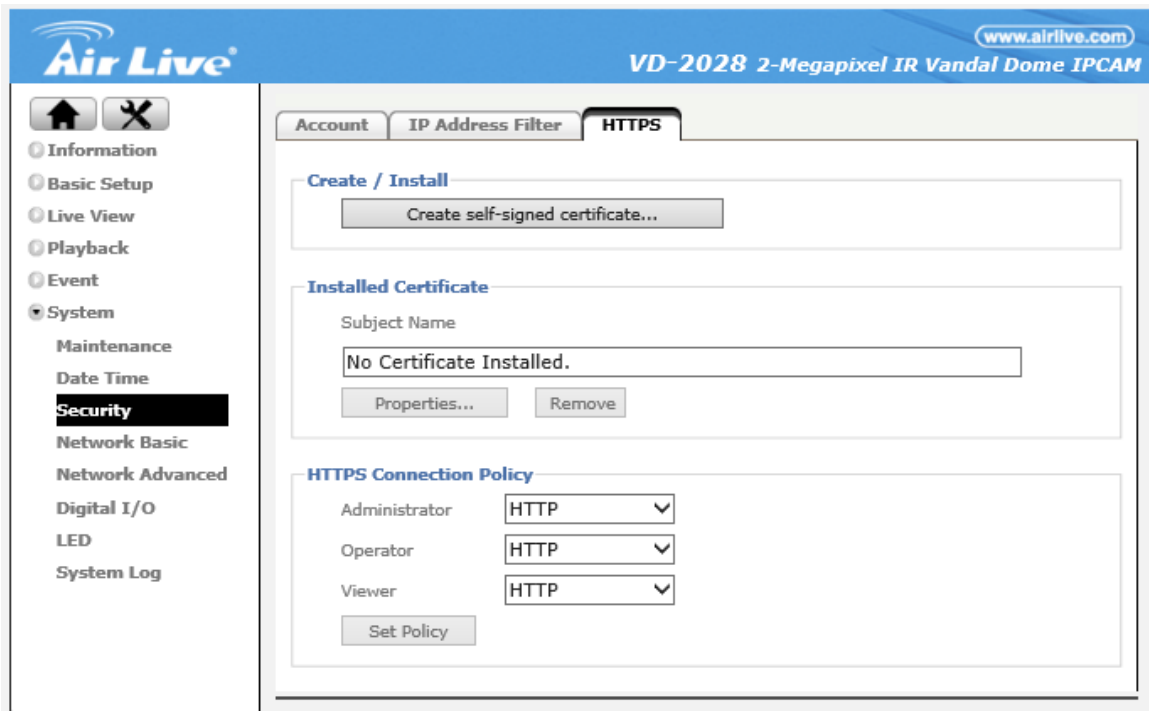 Air Live®
www.airlive.com
VD-2028 2-Megapixel IR Vandal Dome IPCAM
Information
Basic Setup
Live View
Playback
Event
System
Maintenance
Date Time
Security
Network Basic
Network Advanced
Digital I/O
LED
System Log
Account
IP Address Filter
HTTPS
Create / Install
Create self-signed certificate...
Installed Certificate
Subject Name
No Certificate Installed.
Properties...
Remove
HTTPS Connection Policy
Administrator HTTP
Operator HTTP
Viewer HTTP
Set Policy